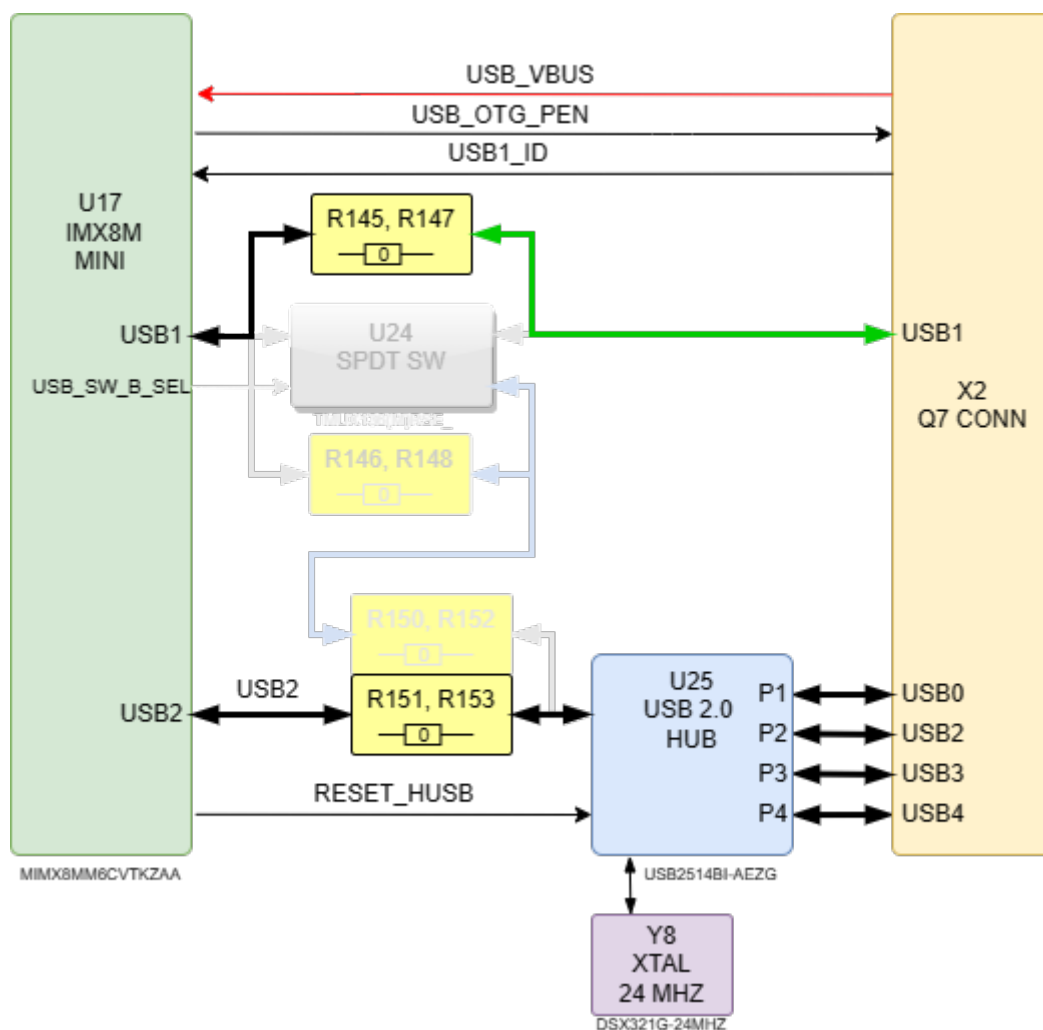 USB_VBUS
USB_OTG_PEN
USB1_ID
U17
IMX8M
MINI
R145, R147
0
USB1
U24
SPDT SW
USB1
USB_SW_B_SEL
X2
Q7 CONN
R146, R148
0
R150, R152
0
USB2
USB2
R151, R153
0
U25
USB 2.0
HUB
P1
USB0
P2
USB2
P3
USB3
P4
USB4
RESET_HUSB
MIMX8MM6CVTKZAA
USB2514BI-AEZG
Y8
XTAL
24 MHZ
DSX321G-24MHZ